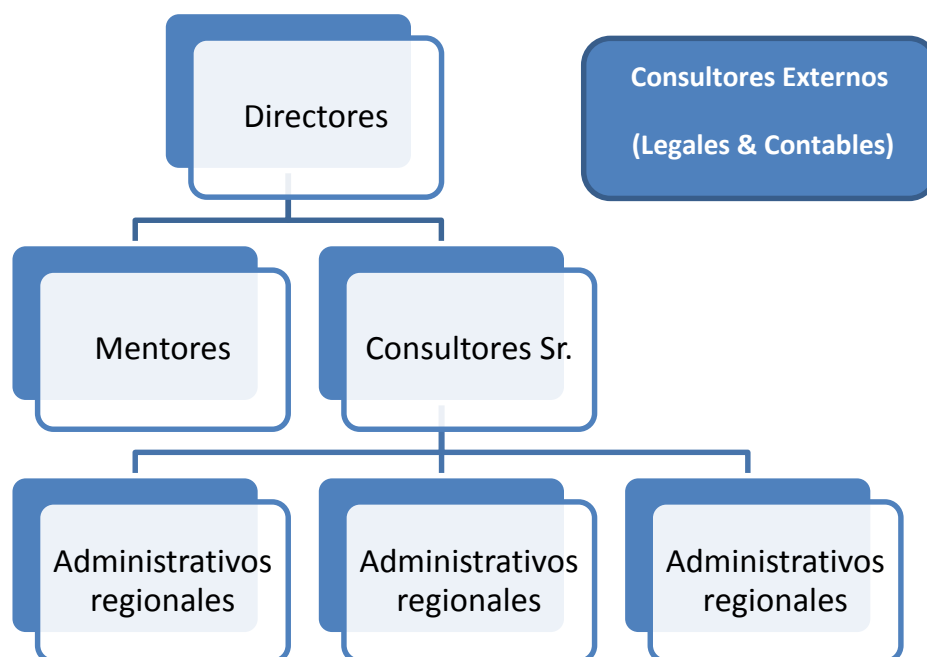 Directores
Consultores Externos
(Legales & Contables)
Mentores
Consultores Sr.
Administrativos
regionales
Administrativos
regionales
Administrativos
regionales